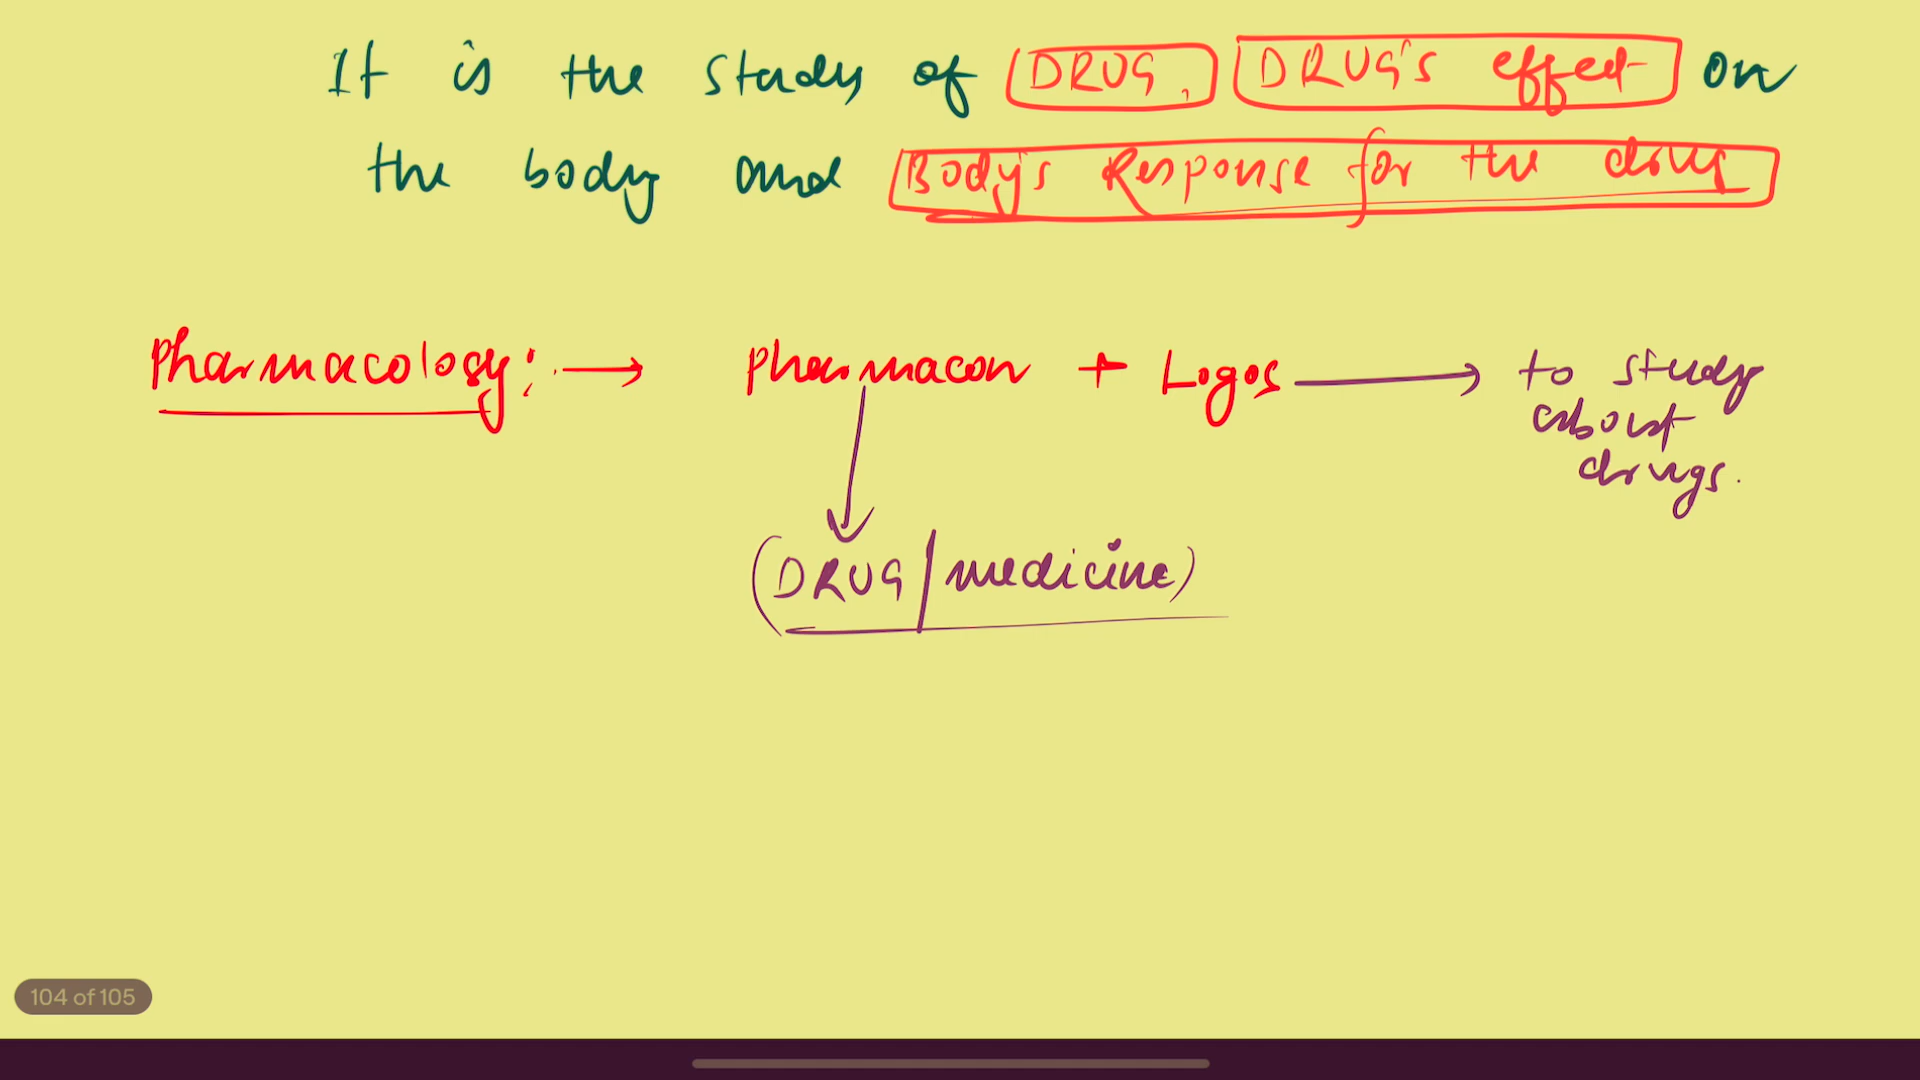 It is the study of DRUG, DRUG's effect on
the body and Body's Response for the drug
Pharmacology: → Pharmacon + Logos → to study
about
drugs.
(DRUG/medicine)
104 of 105